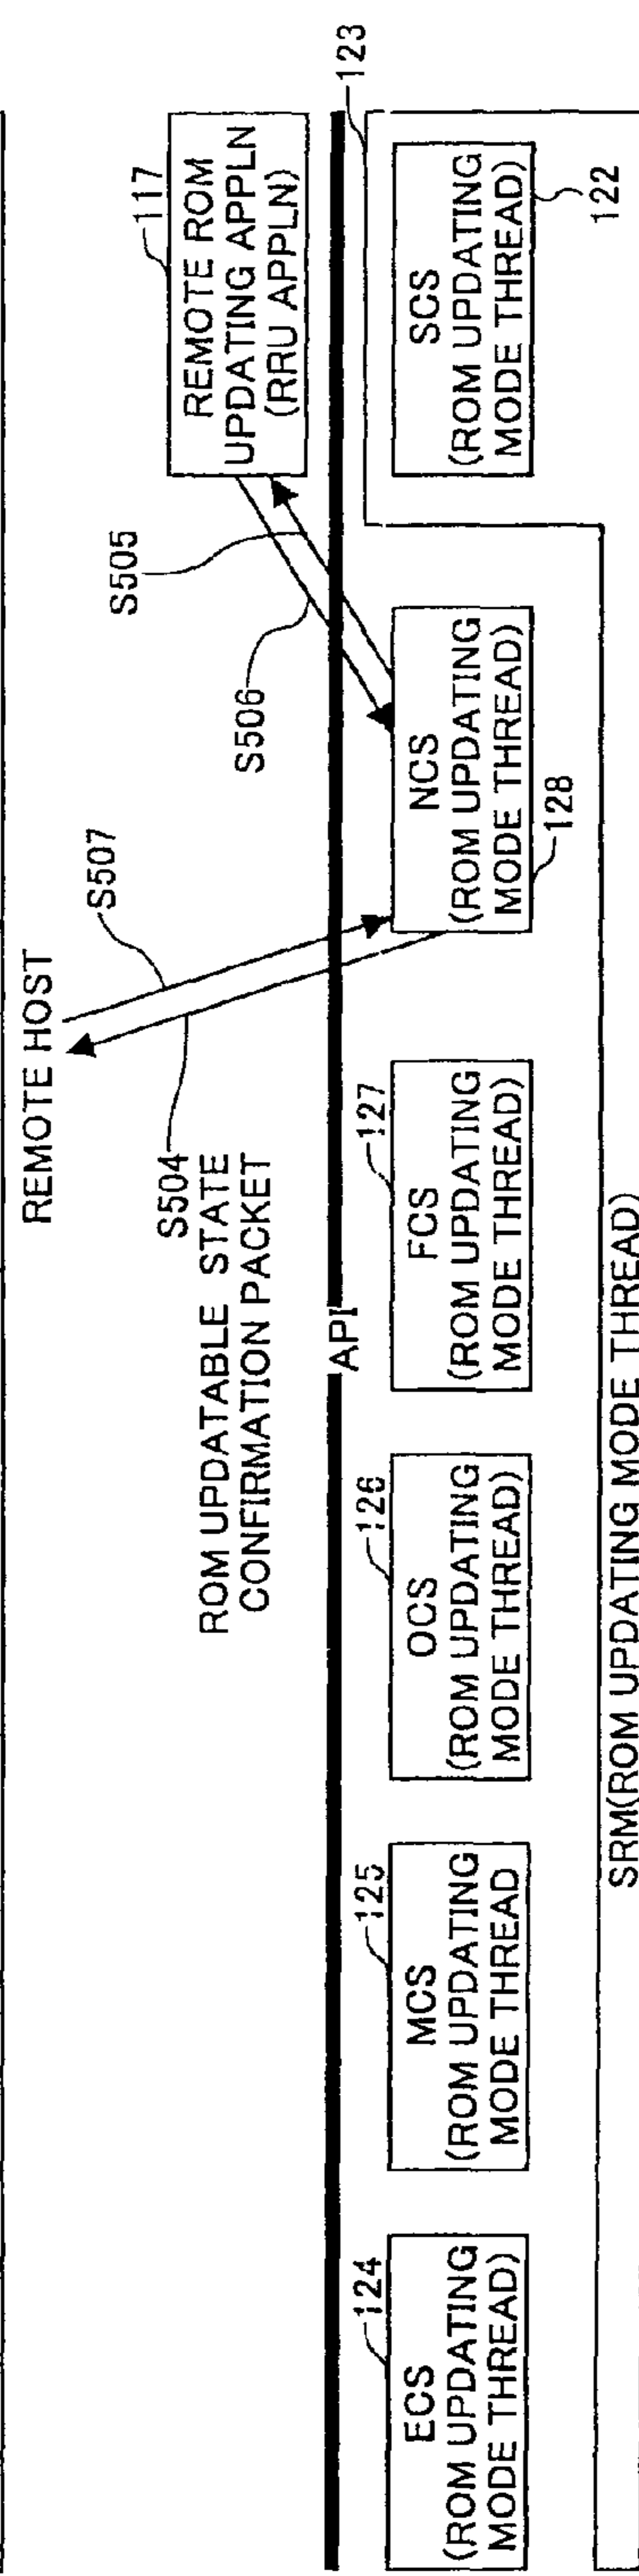 REMOTE HOST
S507
S504
ROM UPDATABLE STATE
CONFIRMATION PACKET
S505
S506
117
REMOTE ROM
UPDATING APPLN
(RRU APPLN)
API
123
124
ECS
(ROM UPDATING
MODE THREAD)
125
MCS
(ROM UPDATING
MODE THREAD
126
OCS
(ROM UPDATING
MODE THREAD)
127
FCS
(ROM UPDATING
MODE THREAD)
NCS
(ROM UPDATING
MODE THREAD)
128
SCS
(ROM UPDATING
MODE THREAD)
122
SRM(ROM UPDATING MODE THREAD)